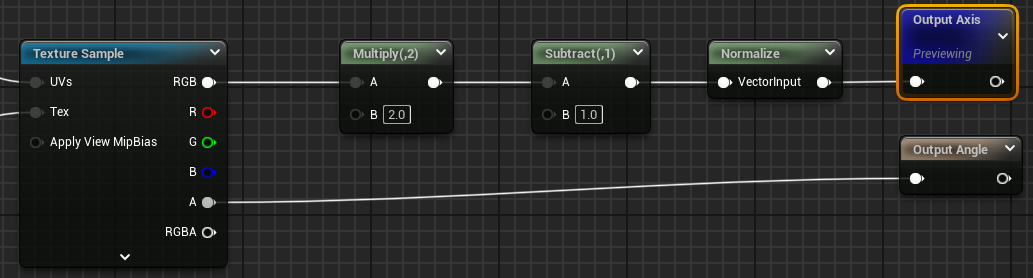 Output Axis
Previewing
Texture Sample
Multiply(,2)
Subtract(,1)
Normalize
UVs
RGB
A
A
VectorInput
Tex
R
B 2.0
B 1.0
Apply View MipBias
G
Output Angle
B
A
RGBA